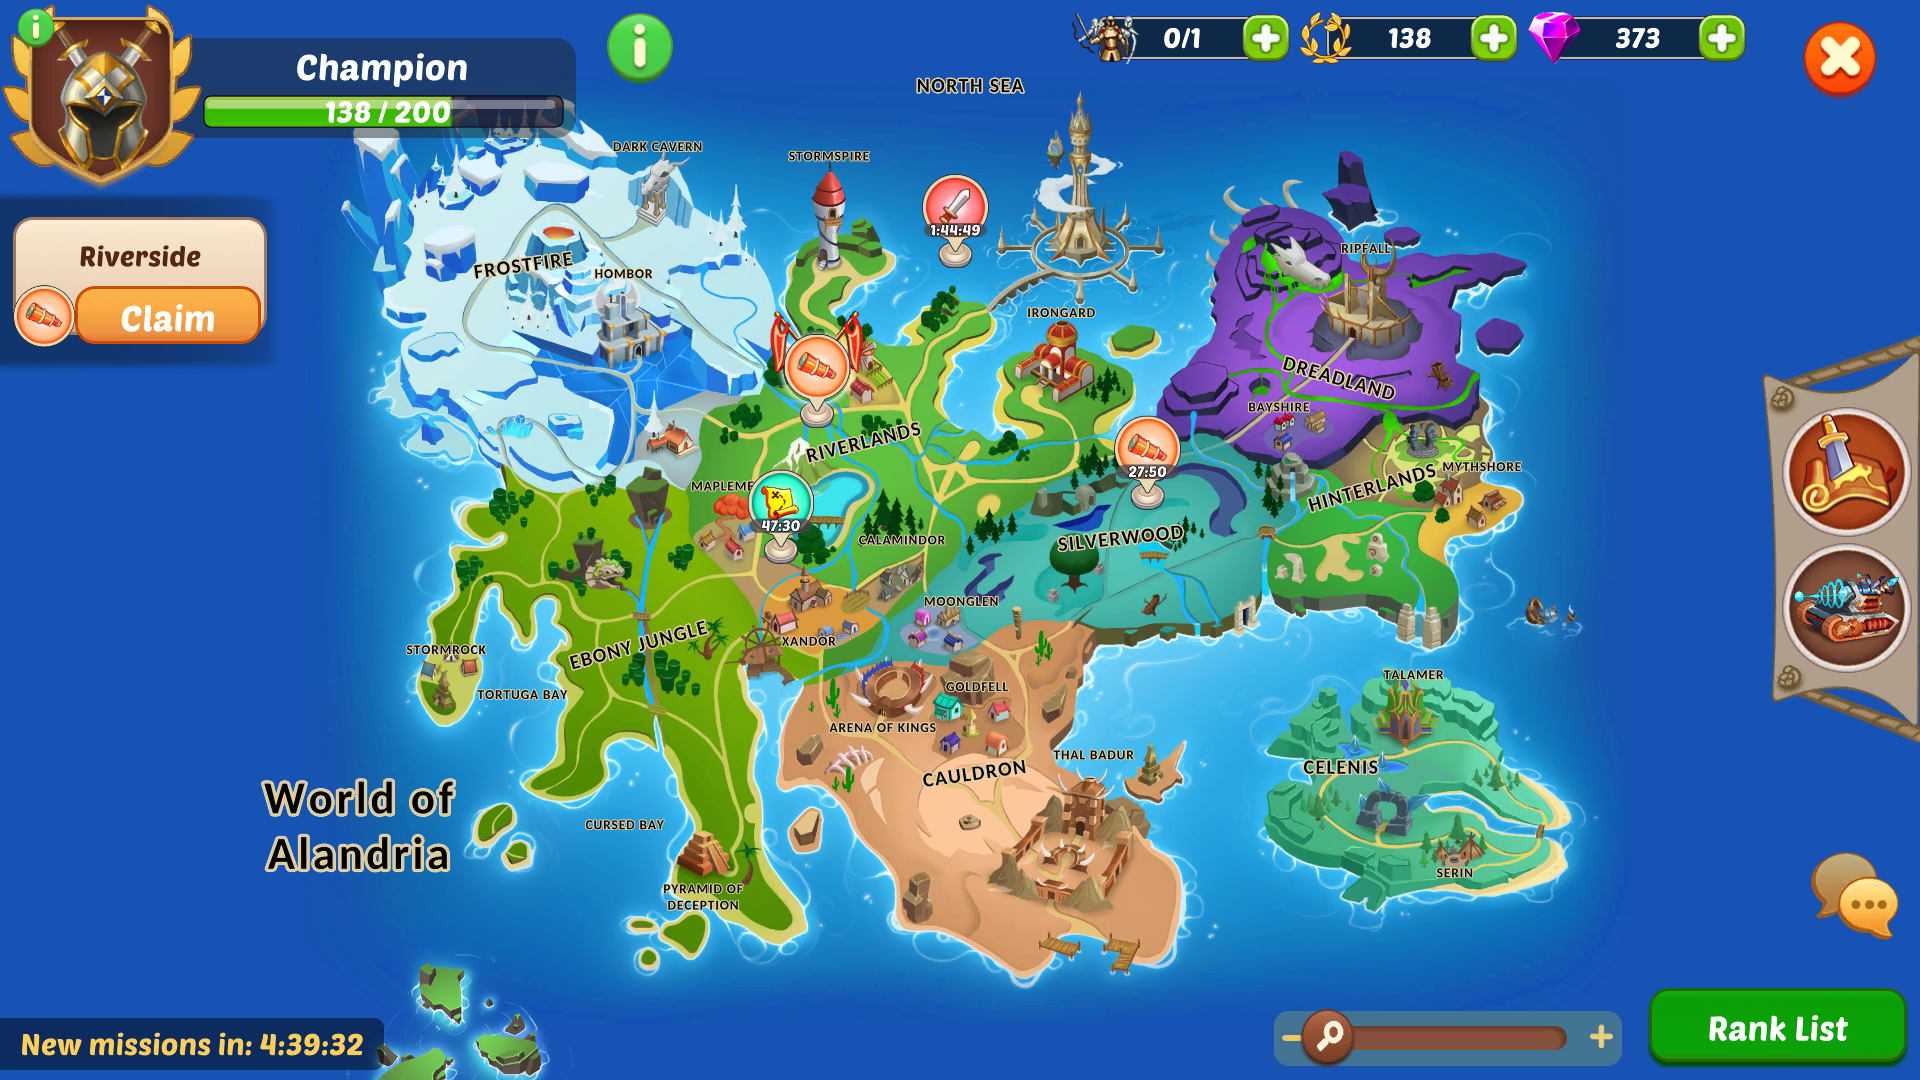 Champion
138 / 200
0/1
138
373
Riverside
Claim
NORTH SEA
DARK CAVERN
STORMSPIRE
1:44:49
FROSTFIRE
HOMBOR
IRONGARD
RIPFALL
DREADLAND
BAYSHIRE
RIVERLANDS
27:50
MYTHSHORE
HINTERLANDS
47:30
CALAMINDOR
SILVERWOOD
MOONGLEN
XANDOR
EBONY JUNGLE
STORMROCK
TORTUGA BAY
GOLDFELL
ARENA OF KINGS
TALAMER
THAL BADUR
CAULDRON
CELENIS
World of
Alandria
CURSED BAY
SERIN
PYRAMID OF
DECEPTION
New missions in: 4:39:32
Rank List